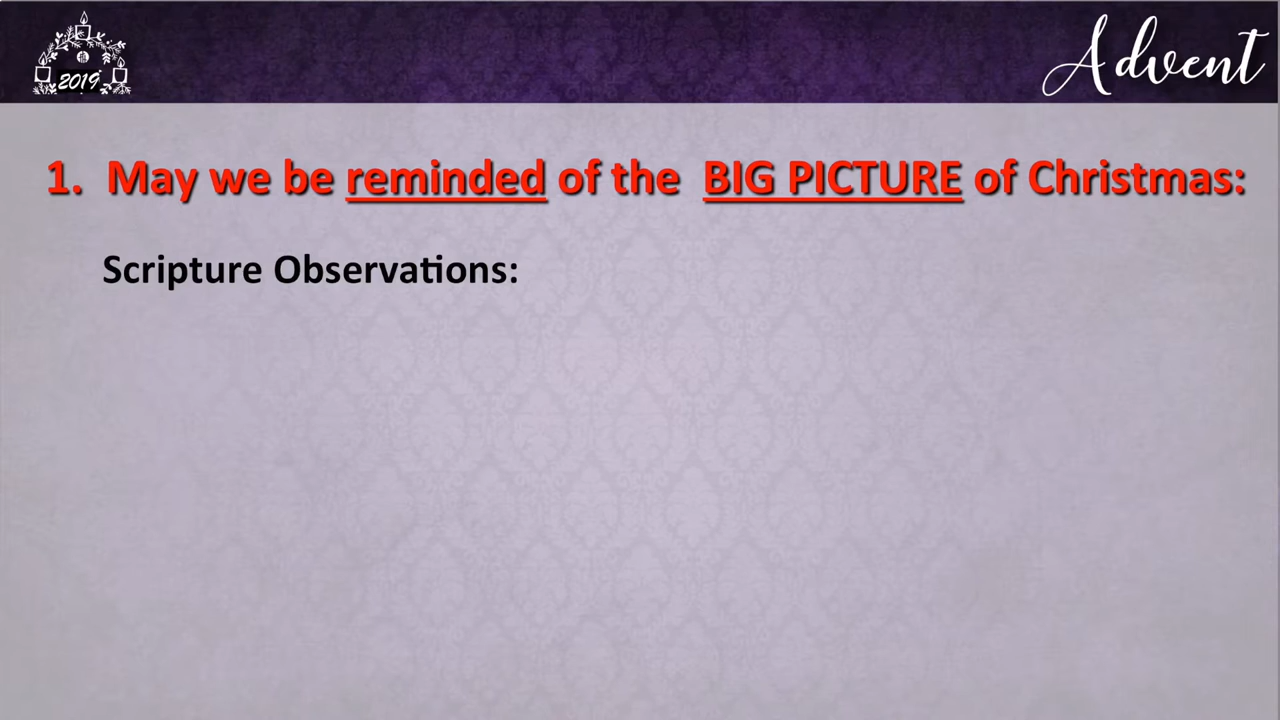 2019
Advent
1. May we be reminded of the BIG PICTURE of Christmas:
Scripture Observations: